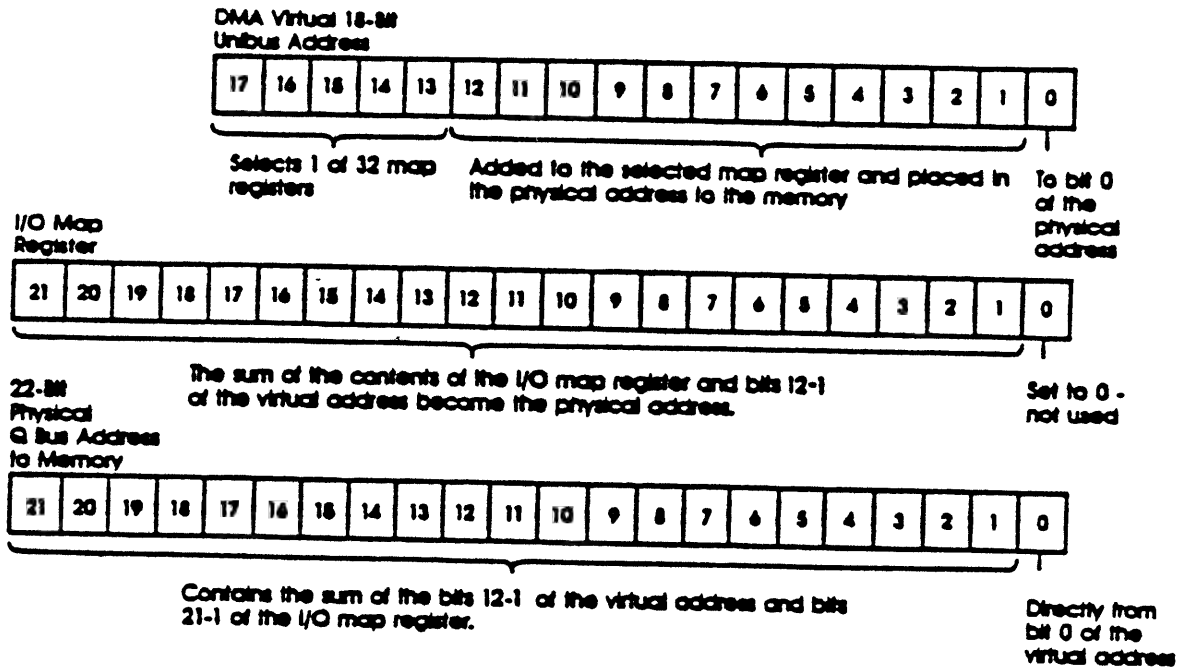 DMA Virtual 18-Bit
Unibus Address
17 16 15 14 13 12 11 10 9 8 7 6 5 4 3 2 1 0
Selects 1 of 32 map
registers
Added to the selected map register and placed in
the physical address to the memory
To bit 0
of the
physical
address
I/O Map
Register
21 20 19 18 17 16 15 14 13 12 11 10 9 8 7 6 5 4 3 2 1 0
The sum of the contents of the I/O map register and bits 12-1
of the virtual address become the physical address.
Set to 0 -
not used
22-Bit
Physical
Q Bus Address
to Memory
21 20 19 18 17 16 15 14 13 12 11 10 9 8 7 6 5 4 3 2 1 0
Contains the sum of the bits 12-1 of the virtual address and bits
21-1 of the I/O map register.
Directly from
bit 0 of the
virtual address